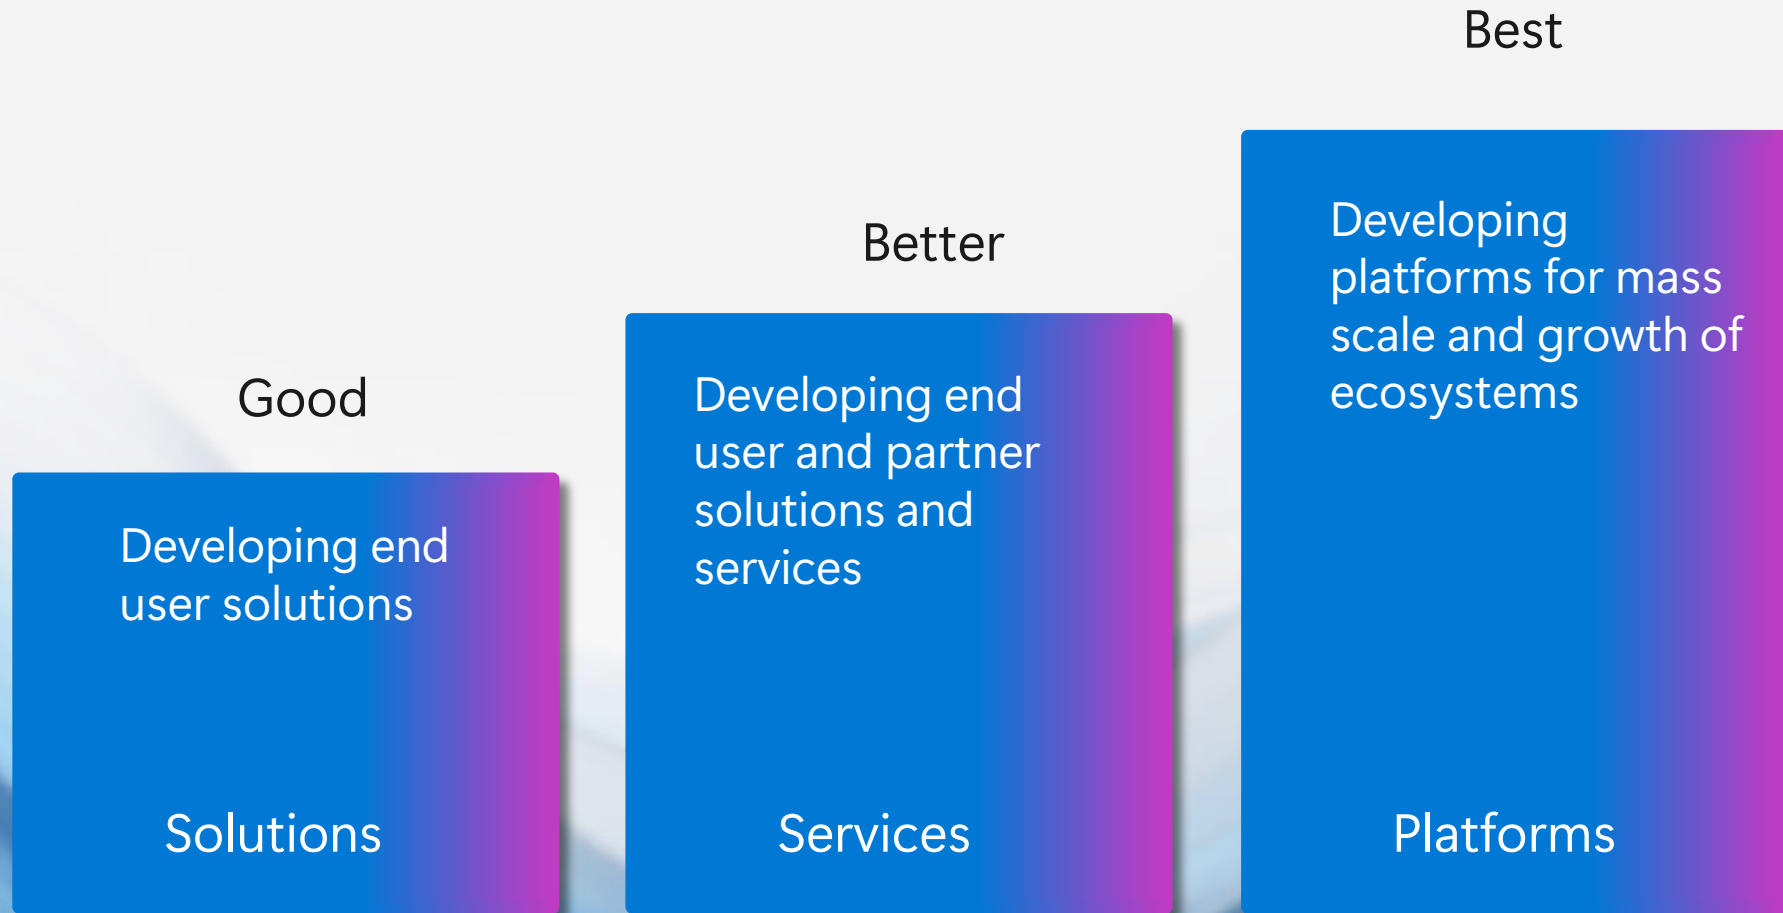 Good
Developing end
user solutions
Solutions
Better
Developing end
user and partner
solutions and
services
Services
Best
Developing
platforms for mass
scale and growth of
ecosystems
Platforms